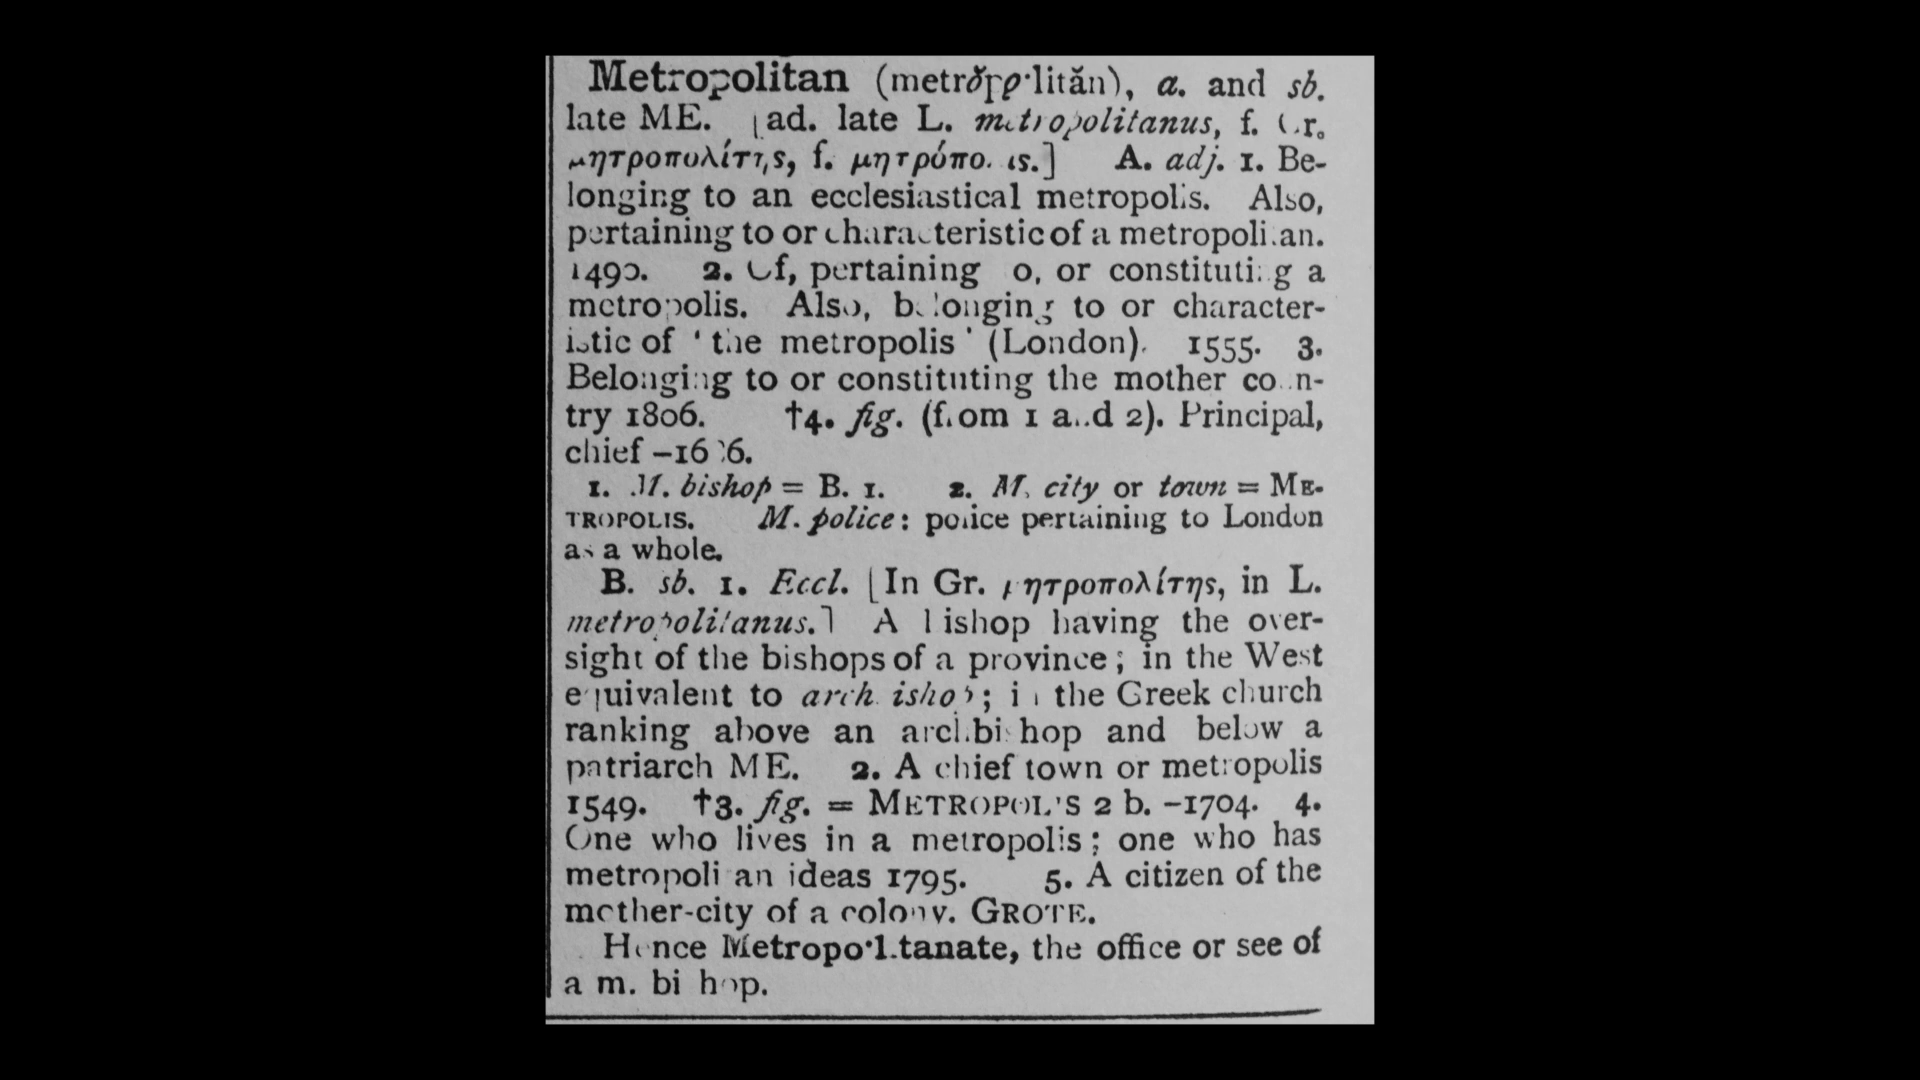 Metropolitan (metrŏpǫ·lităn), a. and sb.
late ME. [ad. late L. metropolitanus, f. Gr.
μητροπολίτης, f. μητρόπολις.] A. adj. 1. Be-
longing to an ecclesiastical metropolis. Also,
pertaining to or characteristic of a metropolitan.
2. Of, pertaining to, or constituting a
metropolis. Also, belonging to or character-
istic of ' the metropolis ' (London). 1555. 3.
Belonging to or constituting the mother coun-
try 1806. †4. fig. (from 1 and 2). Principal,
chief
1. M. bishop = B. 1. 2. M. city or town = ME-
TROPOLIS. M. police: police pertaining to London
as a whole.
B. sb. 1. Eccl. [In Gr. μητροπολίτης, in L.
metropolitanus.] A bishop having the over-
sight of the bishops of a province; in the West
equivalent to archbishop; in the Greek church
ranking above an archbishop and below a
patriarch ME. 2. A chief town or metropolis
1549. †3. fig. = METROPOLIS 2 b. –1704. 4.
One who lives in a metropolis; one who has
metropolitan ideas 1795. 5. A citizen of the
mother-city of a colony. GROTE.
Hence Metropo·litanate, the office or see of
a m. bishop.